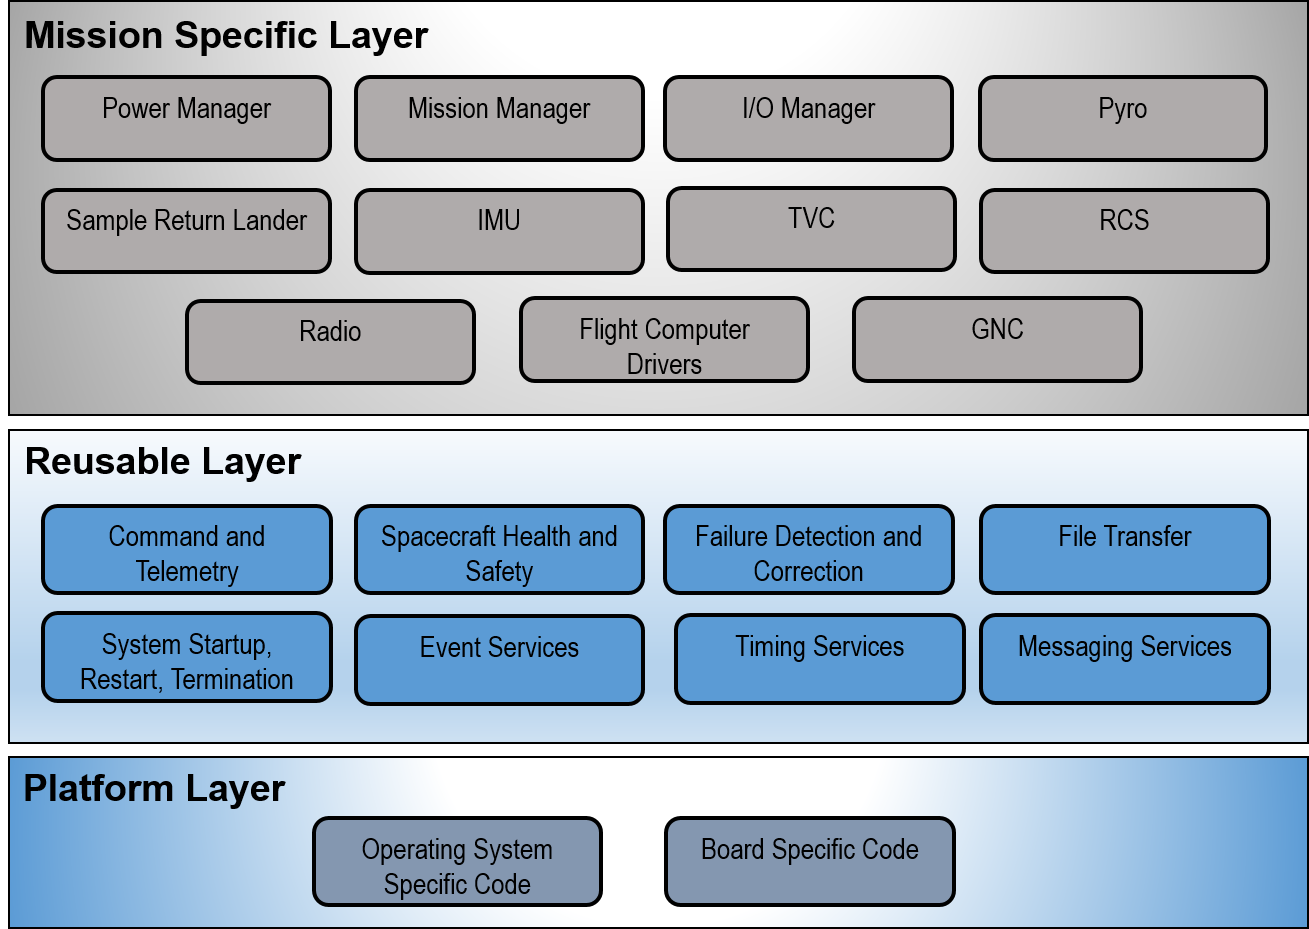 Mission Specific Layer
Power Manager
Mission Manager
I/O Manager
Pyro
Sample Return Lander
IMU
TVC
RCS
Radio
Flight Computer
Drivers
GNC
Reusable Layer
Command and
Telemetry
Spacecraft Health and
Safety
Failure Detection and
Correction
File Transfer
System Startup,
Restart, Termination
Event Services
Timing Services
Messaging Services
Platform Layer
Operating System
Specific Code
Board Specific Code